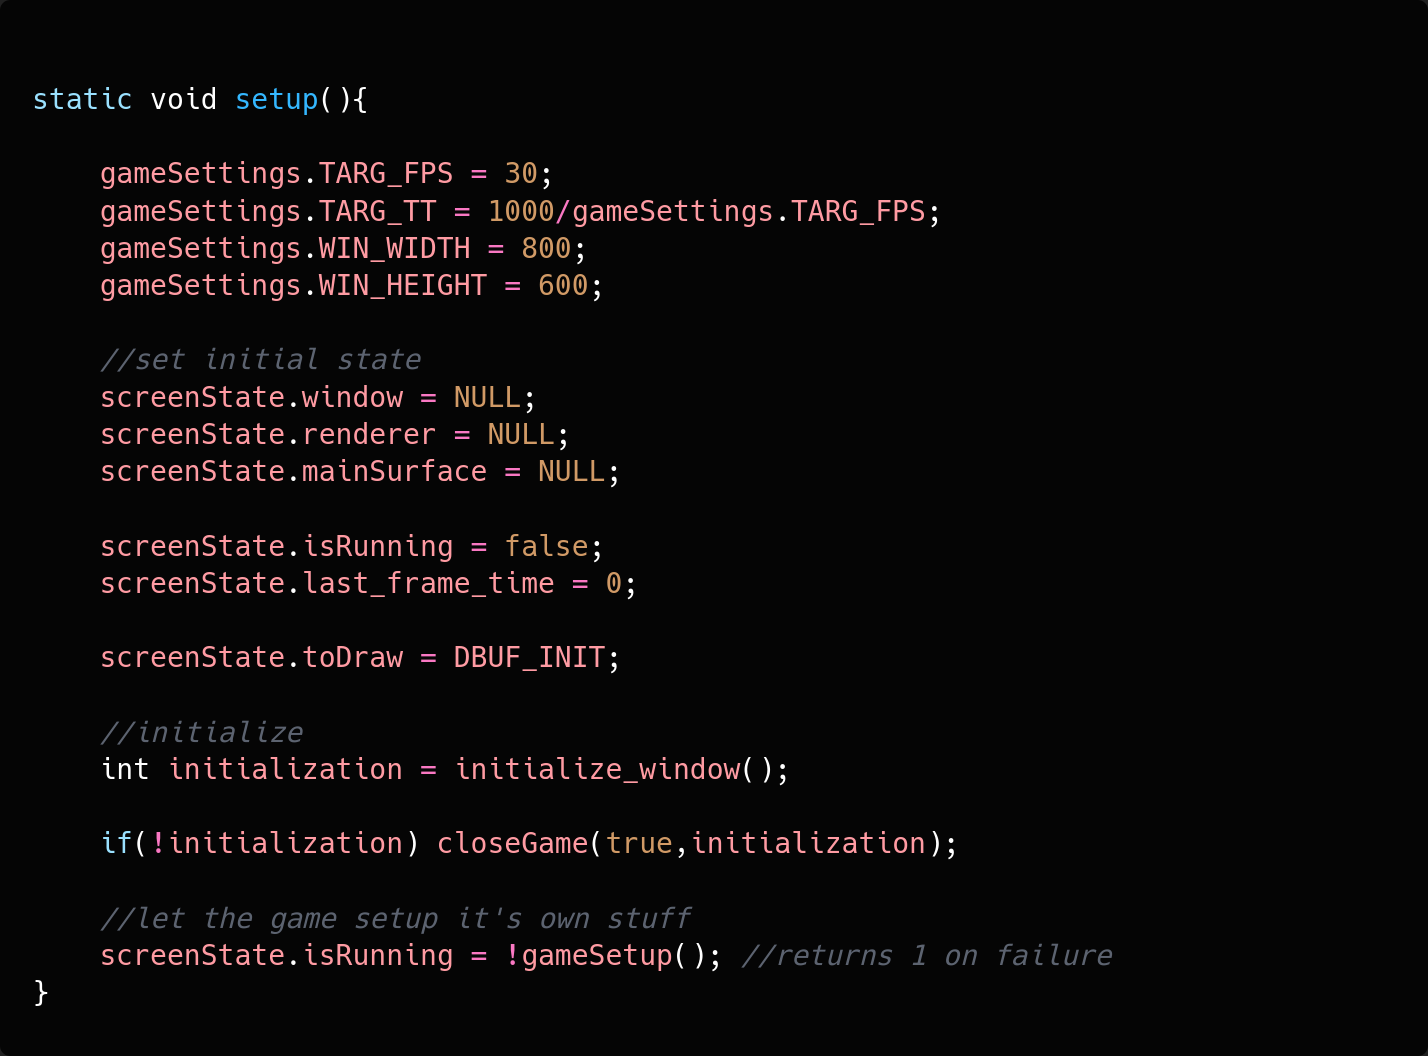 static void setup(){
gameSettings.TARG_FPS = 30;
gameSettings.TARG_TT = 1000/gameSettings.TARG_FPS;
gameSettings.WIN_WIDTH = 800;
gameSettings.WIN_HEIGHT = 600;
//set initial state
screenState.window = NULL;
screenState.renderer = NULL;
screenState.mainSurface = NULL;
screenState.isRunning = false;
screenState.last_frame_time = 0;
screenState.toDraw = DBUF_INIT;
//initialize
int initialization = initialize_window();
if(!initialization) closeGame(true,initialization);
//let the game setup it's own stuff
screenState.isRunning = !gameSetup(); //returns 1 on failure
}